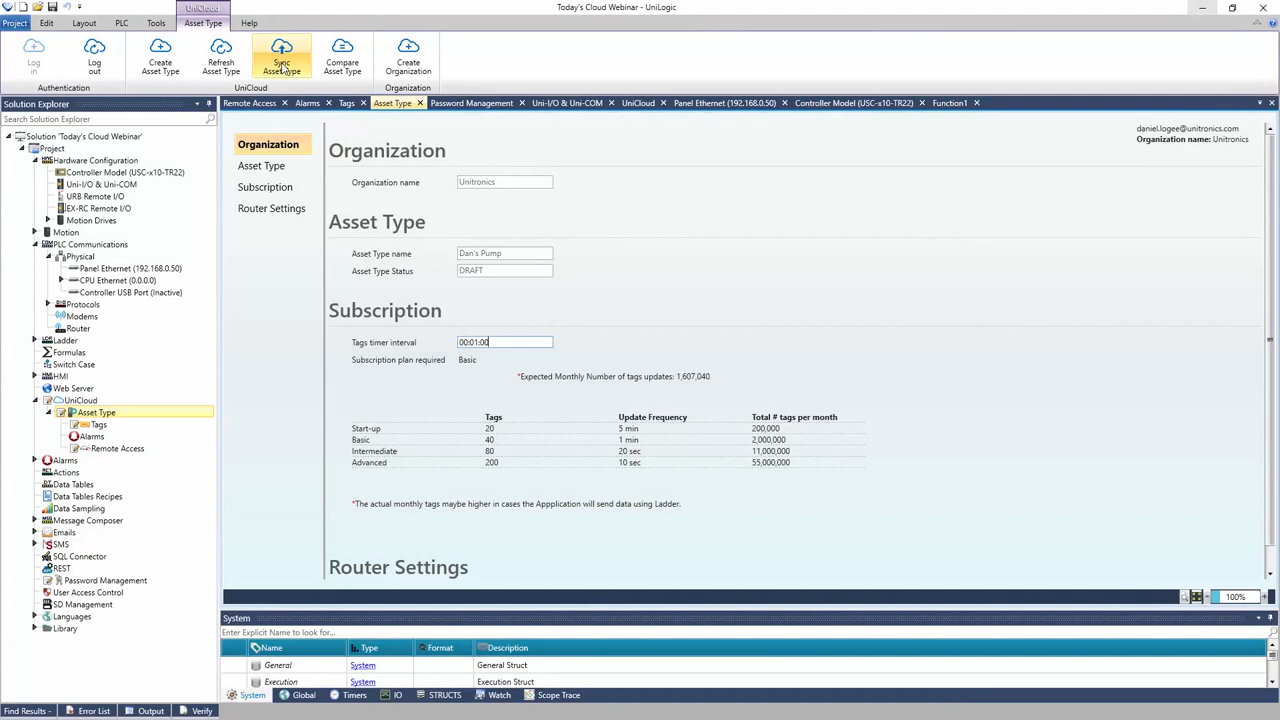 UniCloud
Today's Cloud Webinar - UniLogic
Project Edit Layout PLC Tools Asset Type Help
Log in
Log out
Create Asset Type
Refresh Asset Type
Sync Asset Type
Compare Asset Type
Create Organization
Authentication UniCloud Organization
Solution Explorer
Remote Access Alarms Tags Asset Type Password Management Uni-I/O & Uni-COM UniCloud Panel Ethernet (192.168.0.50) Controller Model (USC-x10-TR22) Function1
Search Solution Explorer
Solution 'Today's Cloud Webinar'
Project
Hardware Configuration
Controller Model (USC-x10-TR22)
Uni-I/O & Uni-COM
URB Remote I/O
EX-RC Remote I/O
Motion Drives
Motion
PLC Communications
Physical
Panel Ethernet (192.168.0.50)
CPU Ethernet (0.0.0.0)
Controller USB Port (Inactive)
Protocols
Modems
Router
Ladder
Formulas
Switch Case
HMI
Web Server
UniCloud
Asset Type
Tags
Alarms
Remote Access
Alarms
Actions
Data Tables
Data Tables Recipes
Data Sampling
Message Composer
Emails
SMS
SQL Connector
REST
Password Management
User Access Control
SD Management
Languages
Library
Organization
Asset Type
Subscription
Router Settings
daniel.logee@unitronics.com
Organization name: Unitronics
Organization
Organization name Unitronics
Asset Type
Asset Type name Dan's Pump
Asset Type Status DRAFT
Subscription
Tags timer interval 00:01:00
Subscription plan required Basic
*Expected Monthly Number of tags updates: 1,607,040
Tags Update Frequency Total # tags per month
Start-up 20 5 min 200,000
Basic 40 1 min 2,000,000
Intermediate 80 20 sec 11,000,000
Advanced 200 10 sec 55,000,000
*The actual monthly tags maybe higher in cases the Appplication will send data using Ladder.
Router Settings
100%
System
Enter Explicit Name to look for...
Name Type Format Description
General System General Struct
Execution System Execution Struct
System Global Timers IO STRUCTS Watch Scope Trace
Find Results - Error List Output Verify